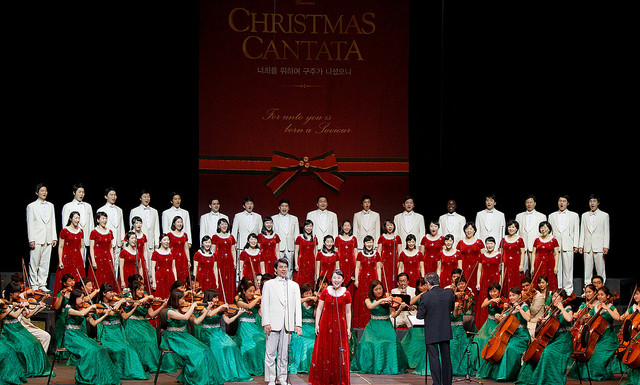 CHRISTMAS
CANTATA
너희를 위하여 구주가 나셨으니
For unto you is
born a Saviour